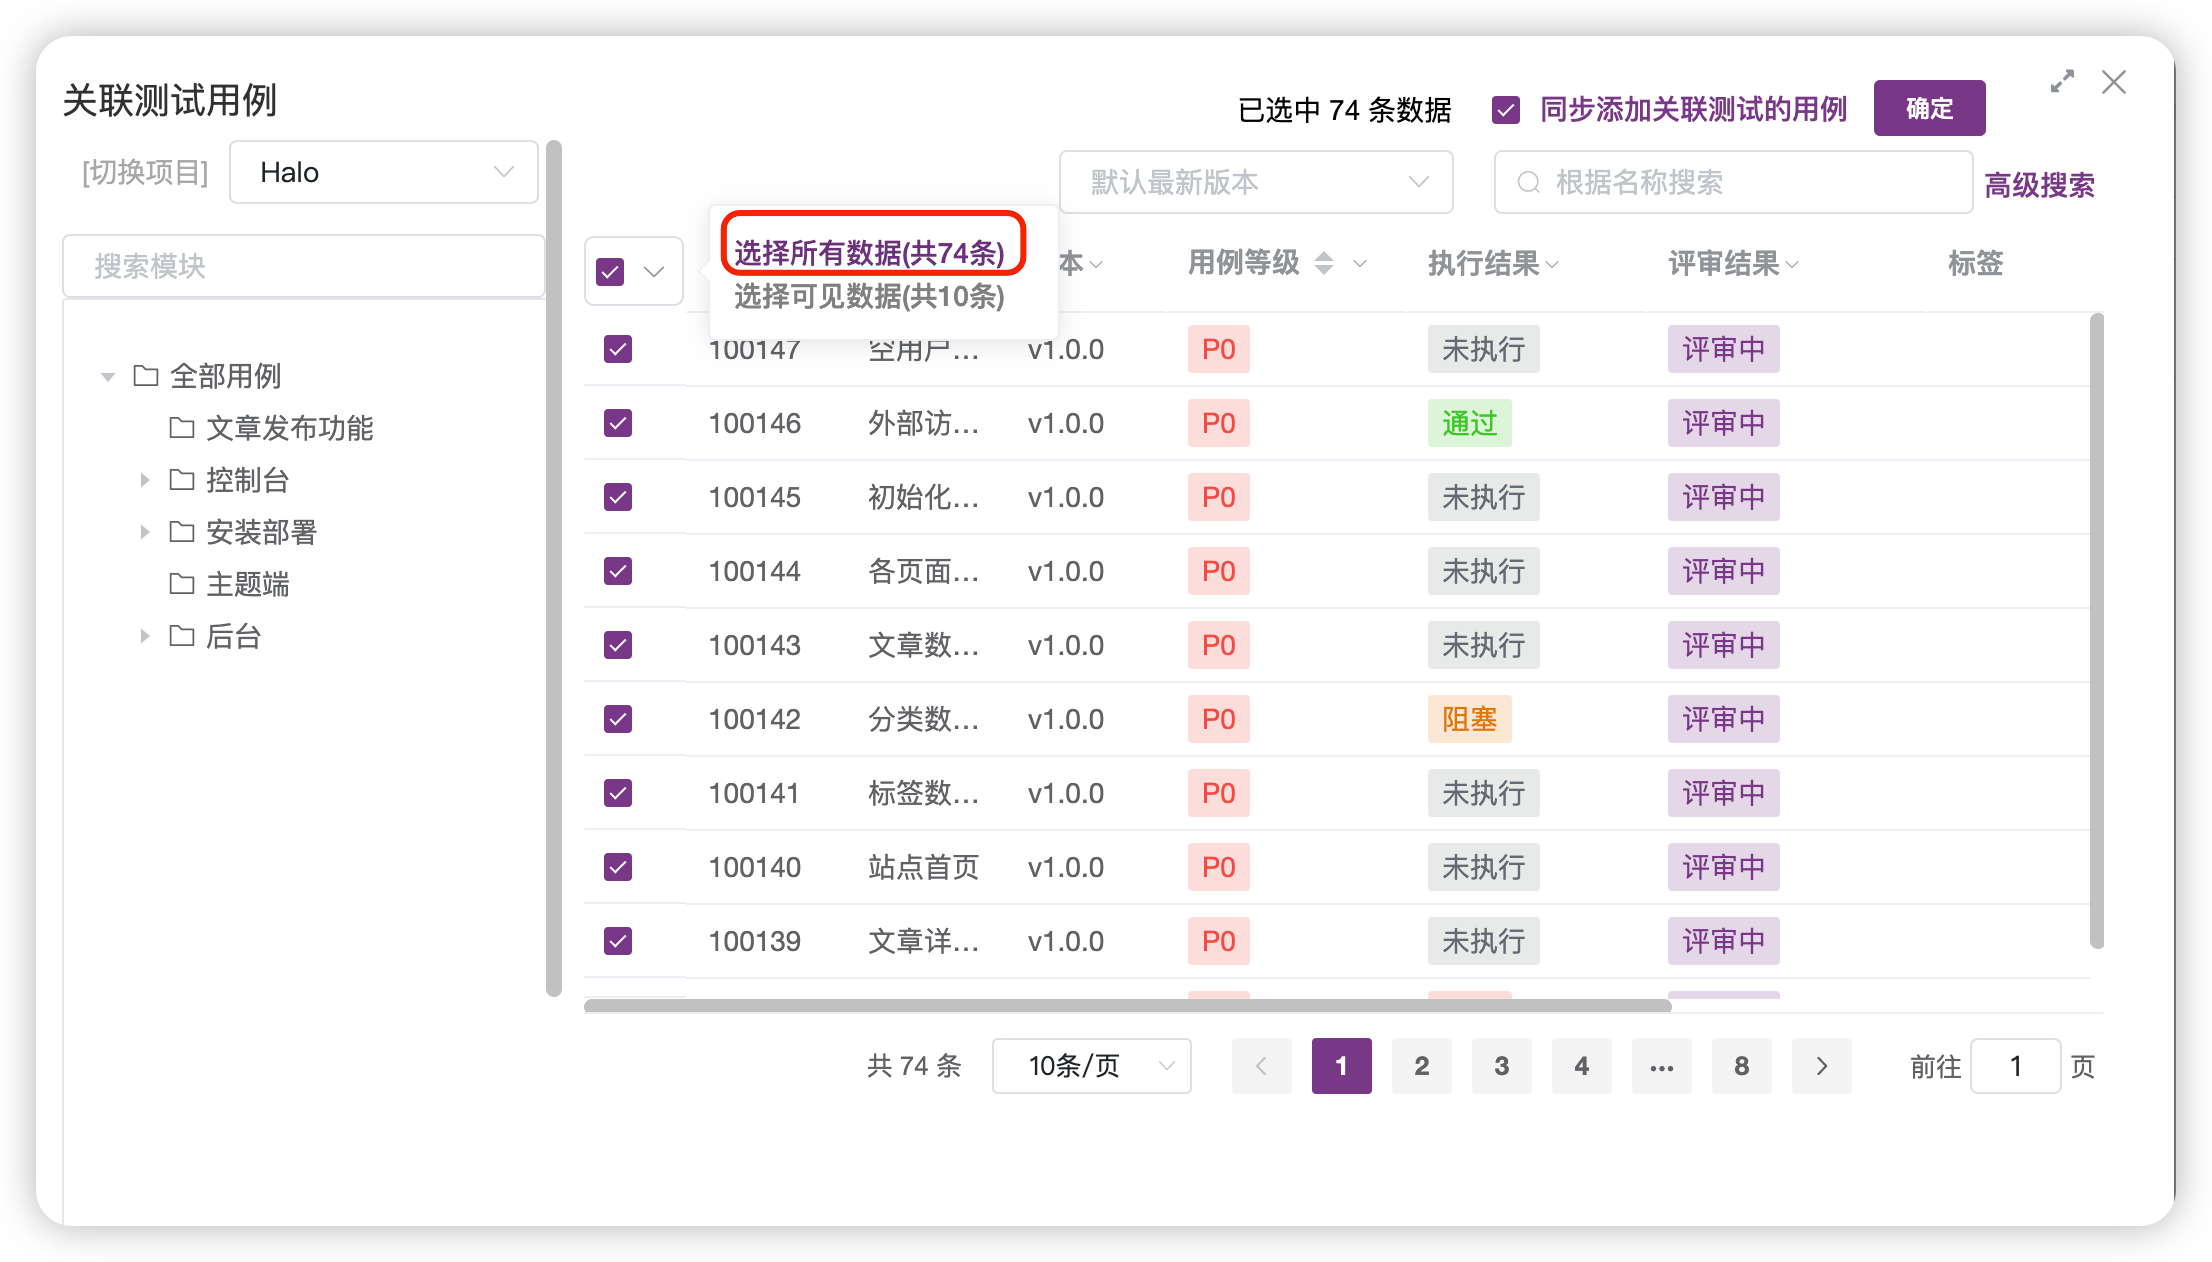 关联测试用例
已选中 74 条数据
同步添加关联测试的用例
确定
[切换项目]
Halo
默认最新版本
根据名称搜索
高级搜索
搜索模块
选择所有数据(共74条)
选择可见数据(共10条)
本
用例等级
执行结果
评审结果
标签
全部用例
文章发布功能
控制台
安装部署
主题端
后台
100147 空用户... v1.0.0 P0 未执行 评审中
100146 外部访... v1.0.0 P0 通过 评审中
100145 初始化... v1.0.0 P0 未执行 评审中
100144 各页面... v1.0.0 P0 未执行 评审中
100143 文章数... v1.0.0 P0 未执行 评审中
100142 分类数... v1.0.0 P0 阻塞 评审中
100141 标签数... v1.0.0 P0 未执行 评审中
100140 站点首页 v1.0.0 P0 未执行 评审中
100139 文章详... v1.0.0 P0 未执行 评审中
共 74 条
10条/页
1 2 3 4 ... 8
前往 1 页